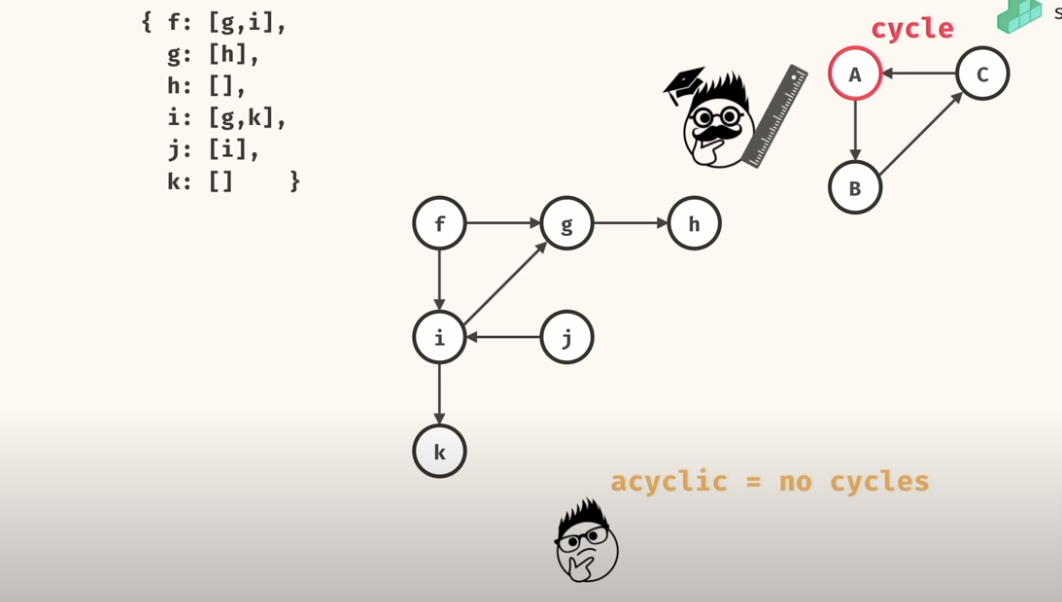 { f: [g,i],
g: [h],
h: [],
i: [g,k],
j: [i],
k: [] }
cycle
A
C
B
f
g
h
i
j
k
acyclic = no cycles